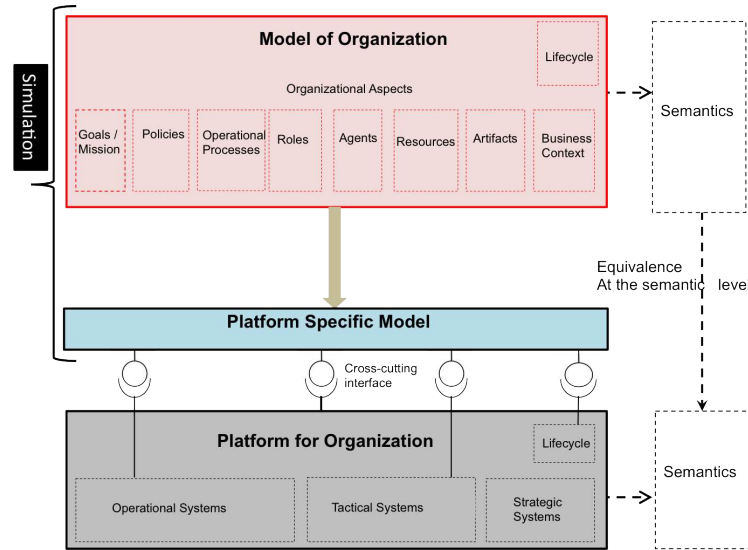 Simulation
Model of Organization
Lifecycle
Organizational Aspects
Goals /
Mission
Policies
Operational
Processes
Roles
Agents
Resources
Artifacts
Business
Context
Semantics
Equivalence
At the semantic level
Platform Specific Model
Cross-cutting
interface
Platform for Organization
Lifecycle
Operational Systems
Tactical Systems
Strategic
Systems
Semantics